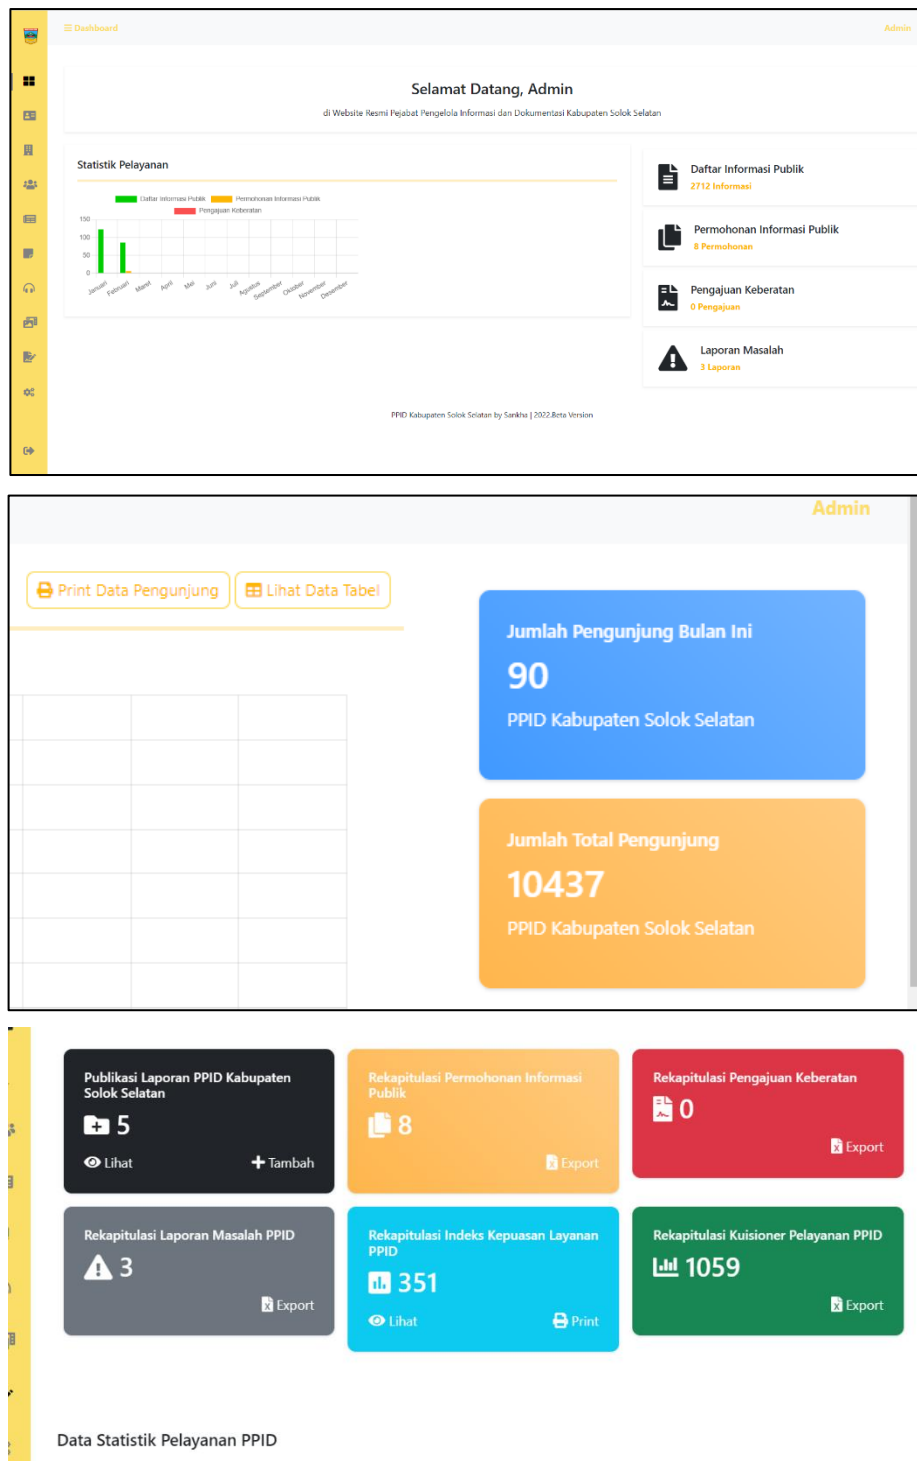 Dashboard
Admin
Selamat Datang, Admin
di Website Resmi Pejabat Pengelola Informasi dan Dokumentasi Kabupaten Solok Selatan
Statistik Pelayanan
Daftar Informasi Publik
Permohonan Informasi Publik
Pengajuan Keberatan
150
100
50
0
Januari
Februari
Maret
April
Mei
Juni
Juli
Agustus
September
Oktober
November
Desember
Daftar Informasi Publik
2712 Informasi
Permohonan Informasi Publik
8 Permohonan
Pengajuan Keberatan
0 Pengajuan
Laporan Masalah
3 Laporan
PPID Kabupaten Solok Selatan by Sankha | 2022.Beta Version
Admin
Print Data Pengunjung
Lihat Data Tabel
Jumlah Pengunjung Bulan Ini
90
PPID Kabupaten Solok Selatan
Jumlah Total Pengunjung
10437
PPID Kabupaten Solok Selatan
Publikasi Laporan PPID Kabupaten
Solok Selatan
5
Lihat
Tambah
Rekapitulasi Permohonan Informasi
Publik
8
Export
Rekapitulasi Pengajuan Keberatan
0
Export
Rekapitulasi Laporan Masalah PPID
3
Export
Rekapitulasi Indeks Kepuasan Layanan
PPID
351
Lihat
Print
Rekapitulasi Kuisioner Pelayanan PPID
1059
Export
Data Statistik Pelayanan PPID